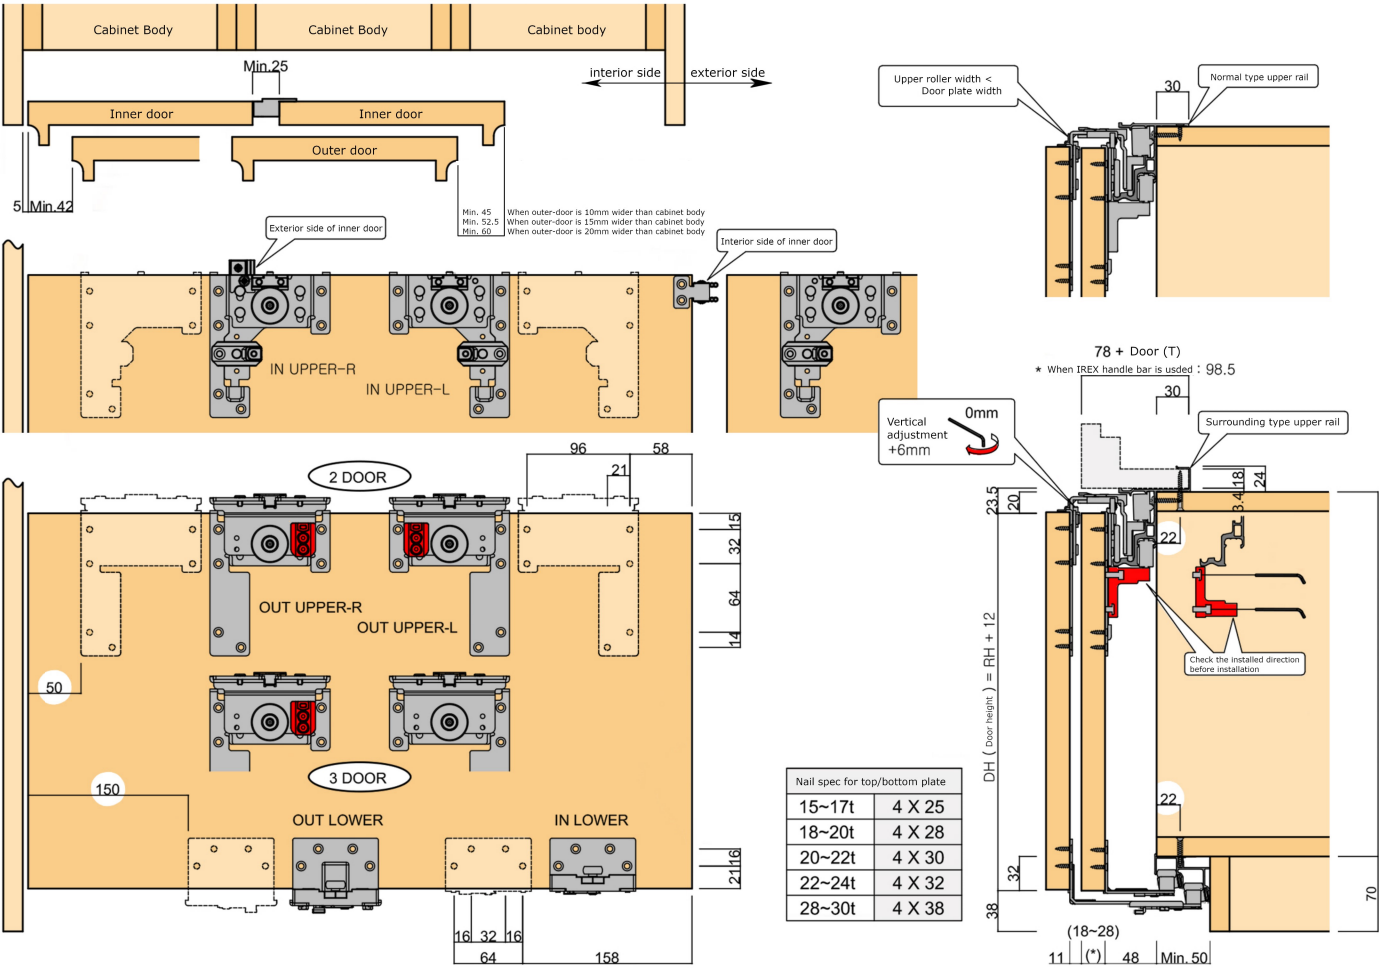 Cabinet Body
Cabinet Body
Cabinet body
Min.25
interior side
exterior side
Inner door
Inner door
Outer door
5
Min.42
Min. 45 When outer-door is 10mm wider than cabinet body
Min. 52.5 When outer-door is 15mm wider than cabinet body
Min. 60 When outer-door is 20mm wider than cabinet body
Exterior side of inner door
Interior side of inner door
IN UPPER-R
IN UPPER-L
96
58
21
2 DOOR
15
32
64
14
OUT UPPER-R
OUT UPPER-L
50
3 DOOR
150
OUT LOWER
IN LOWER
16
21
16
32
16
64
158
Upper roller width <
Door plate width
30
Normal type upper rail
78 + Door (T)
* When IREX handle bar is usded : 98.5
30
Vertical
adjustment
+6mm
0mm
Surrounding type upper rail
23.5
20
18
24
3.4
22
DH ( Door height ) = RH + 12
Check the installed direction
before installation
Nail spec for top/bottom plate
15~17t 4 X 25
18~20t 4 X 28
20~22t 4 X 30
22~24t 4 X 32
28~30t 4 X 38
22
32
38
70
(18~28)
11
(*)
48
Min. 50